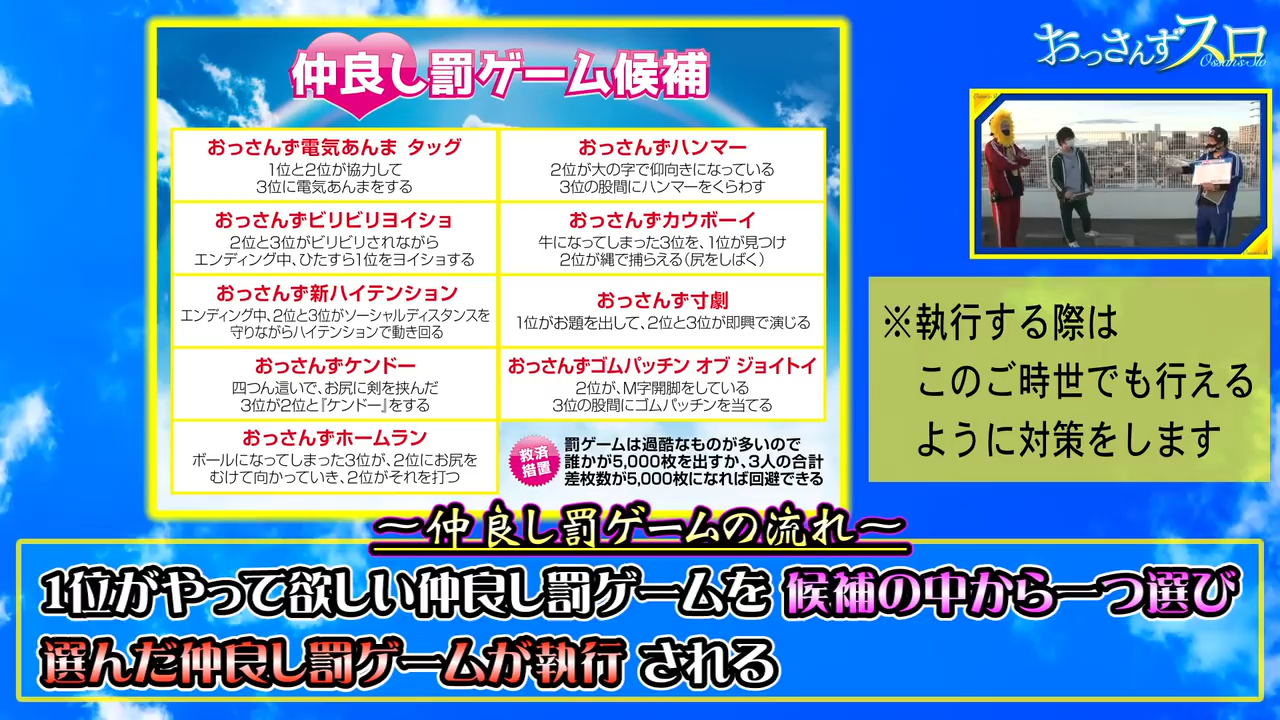 おっさんずスロ
Ossan's Slo
仲良し罰ゲーム候補
おっさんず電気あんま タッグ
1位と2位が協力して
3位に電気あんまをする
おっさんずハンマー
2位が大の字で仰向きになっている
3位の股間にハンマーをくらわす
おっさんずビリビリヨイショ
2位と3位がビリビリされながら
エンディング中、ひたすら1位をヨイショする
おっさんずカウボーイ
牛になってしまった3位を、1位が見つけ
2位が縄で捕らえる(尻をしばく)
おっさんず新ハイテンション
エンディング中、2位と3位がソーシャルディスタンスを
守りながらハイテンションで動き回る
おっさんず寸劇
1位がお題を出して、2位と3位が即興で演じる
おっさんずケンドー
四つん這いで、お尻に剣を挟んだ
3位が2位と『ケンドー』をする
おっさんずゴムパッチン オブ ジョイトイ
2位が、M字開脚をしている
3位の股間にゴムパッチンを当てる
おっさんずホームラン
ボールになってしまった3位が、2位にお尻を
むけて向かっていき、2位がそれを打つ
救済
措置
罰ゲームは過酷なものが多いので
誰かが5,000枚を出すか、3人の合計
差枚数が5,000枚になれば回避できる
※執行する際は
このご時世でも行える
ように対策をします
〜仲良し罰ゲームの流れ〜
1位がやって欲しい仲良し罰ゲームを 候補の中から一つ選び
選んだ仲良し罰ゲームが執行 される